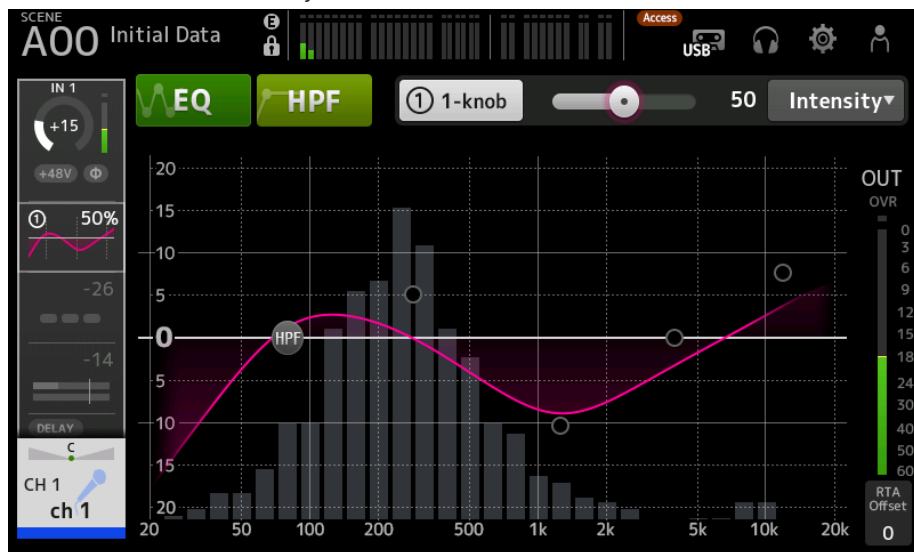 SCENE
A00 Initial Data
E
Access
USB
IN 1
+15
+48V Φ
1 50%
-26
-14
DELAY
C
CH 1
ch 1
EQ
HPF
1 1-knob
50
Intensity▾
20
15
10
5
0
5
10
15
20
HPF
20 50 100 200 500 1k 2k 5k 10k 20k
OUT
OVR
0
3
6
9
12
15
18
24
30
40
50
60
RTA
Offset
0